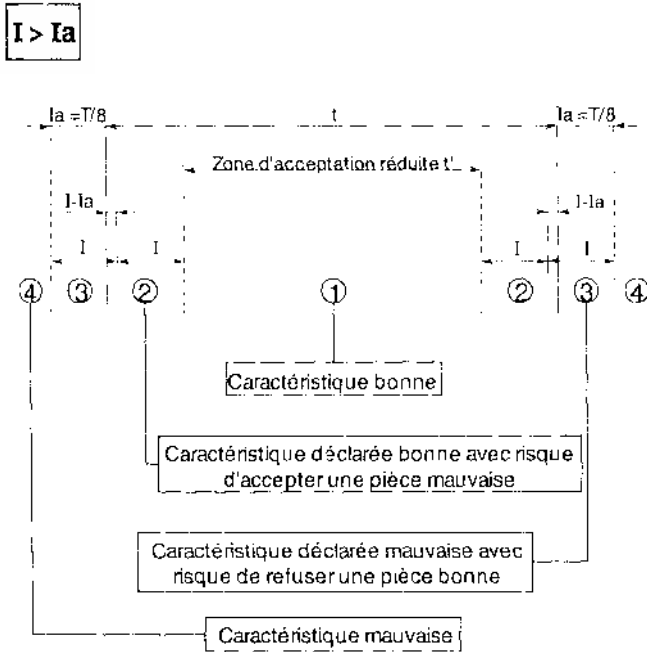 I > Ia
Ia =T/8 t Ia =T/8
Zone d'acceptation réduite t'
I-Ia I-Ia
I I I I
④ ③ ② ① ② ③ ④
Caractéristique bonne
Caractéristique déclarée bonne avec risque
d'accepter une pièce mauvaise
Caractéristique déclarée mauvaise avec
risque de refuser une pièce bonne
Caractéristique mauvaise